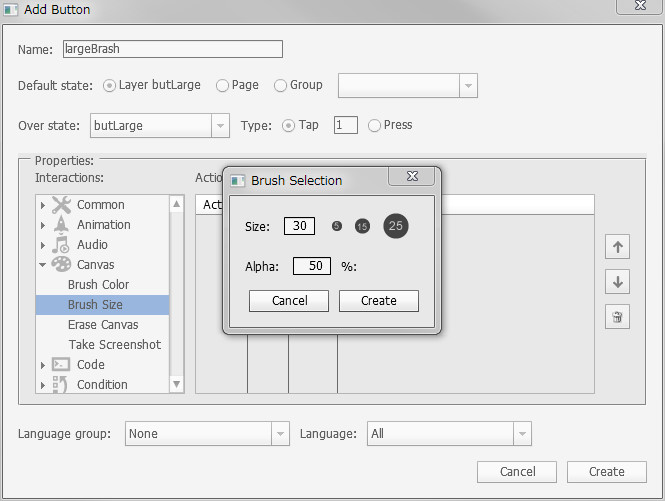 Add Button
Name: largeBrash
Default state: Layer butLarge Page Group
Over state: butLarge Type: Tap 1 Press
Properties:
Interactions: Actio
Act
Common
Animation
Audio
Canvas
Brush Color
Brush Size
Erase Canvas
Take Screenshot
Code
Condition
Brush Selection
Size: 30 5 15 25
Alpha: 50 %:
Cancel Create
Language group: None Language: All
Cancel Create